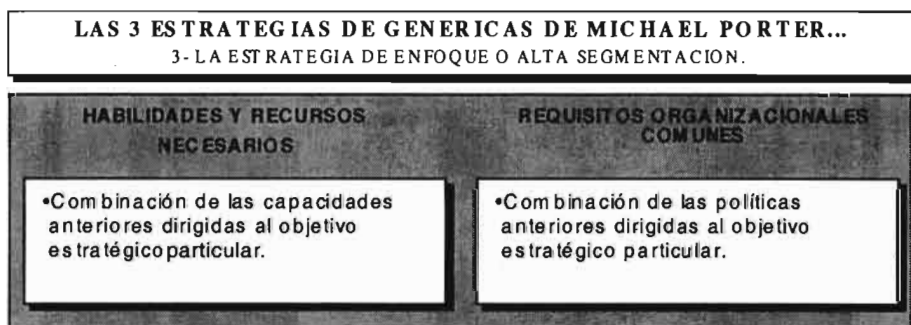 LAS 3 ESTRATEGIAS DE GENERICAS DE MICHAEL PORTER...
3- LA ESTRATEGIA DE ENFOQUE O ALTA SEGMENTACION.
HABILIDADES Y RECURSOS
NECESARIOS
•Combinación de las capacidades
anteriores dirigidas al objetivo
estratégico particular.
REQUISITOS ORGANIZACIONALES
COMUNES
•Combinación de las políticas
anteriores dirigidas al objetivo
estratégico particular.